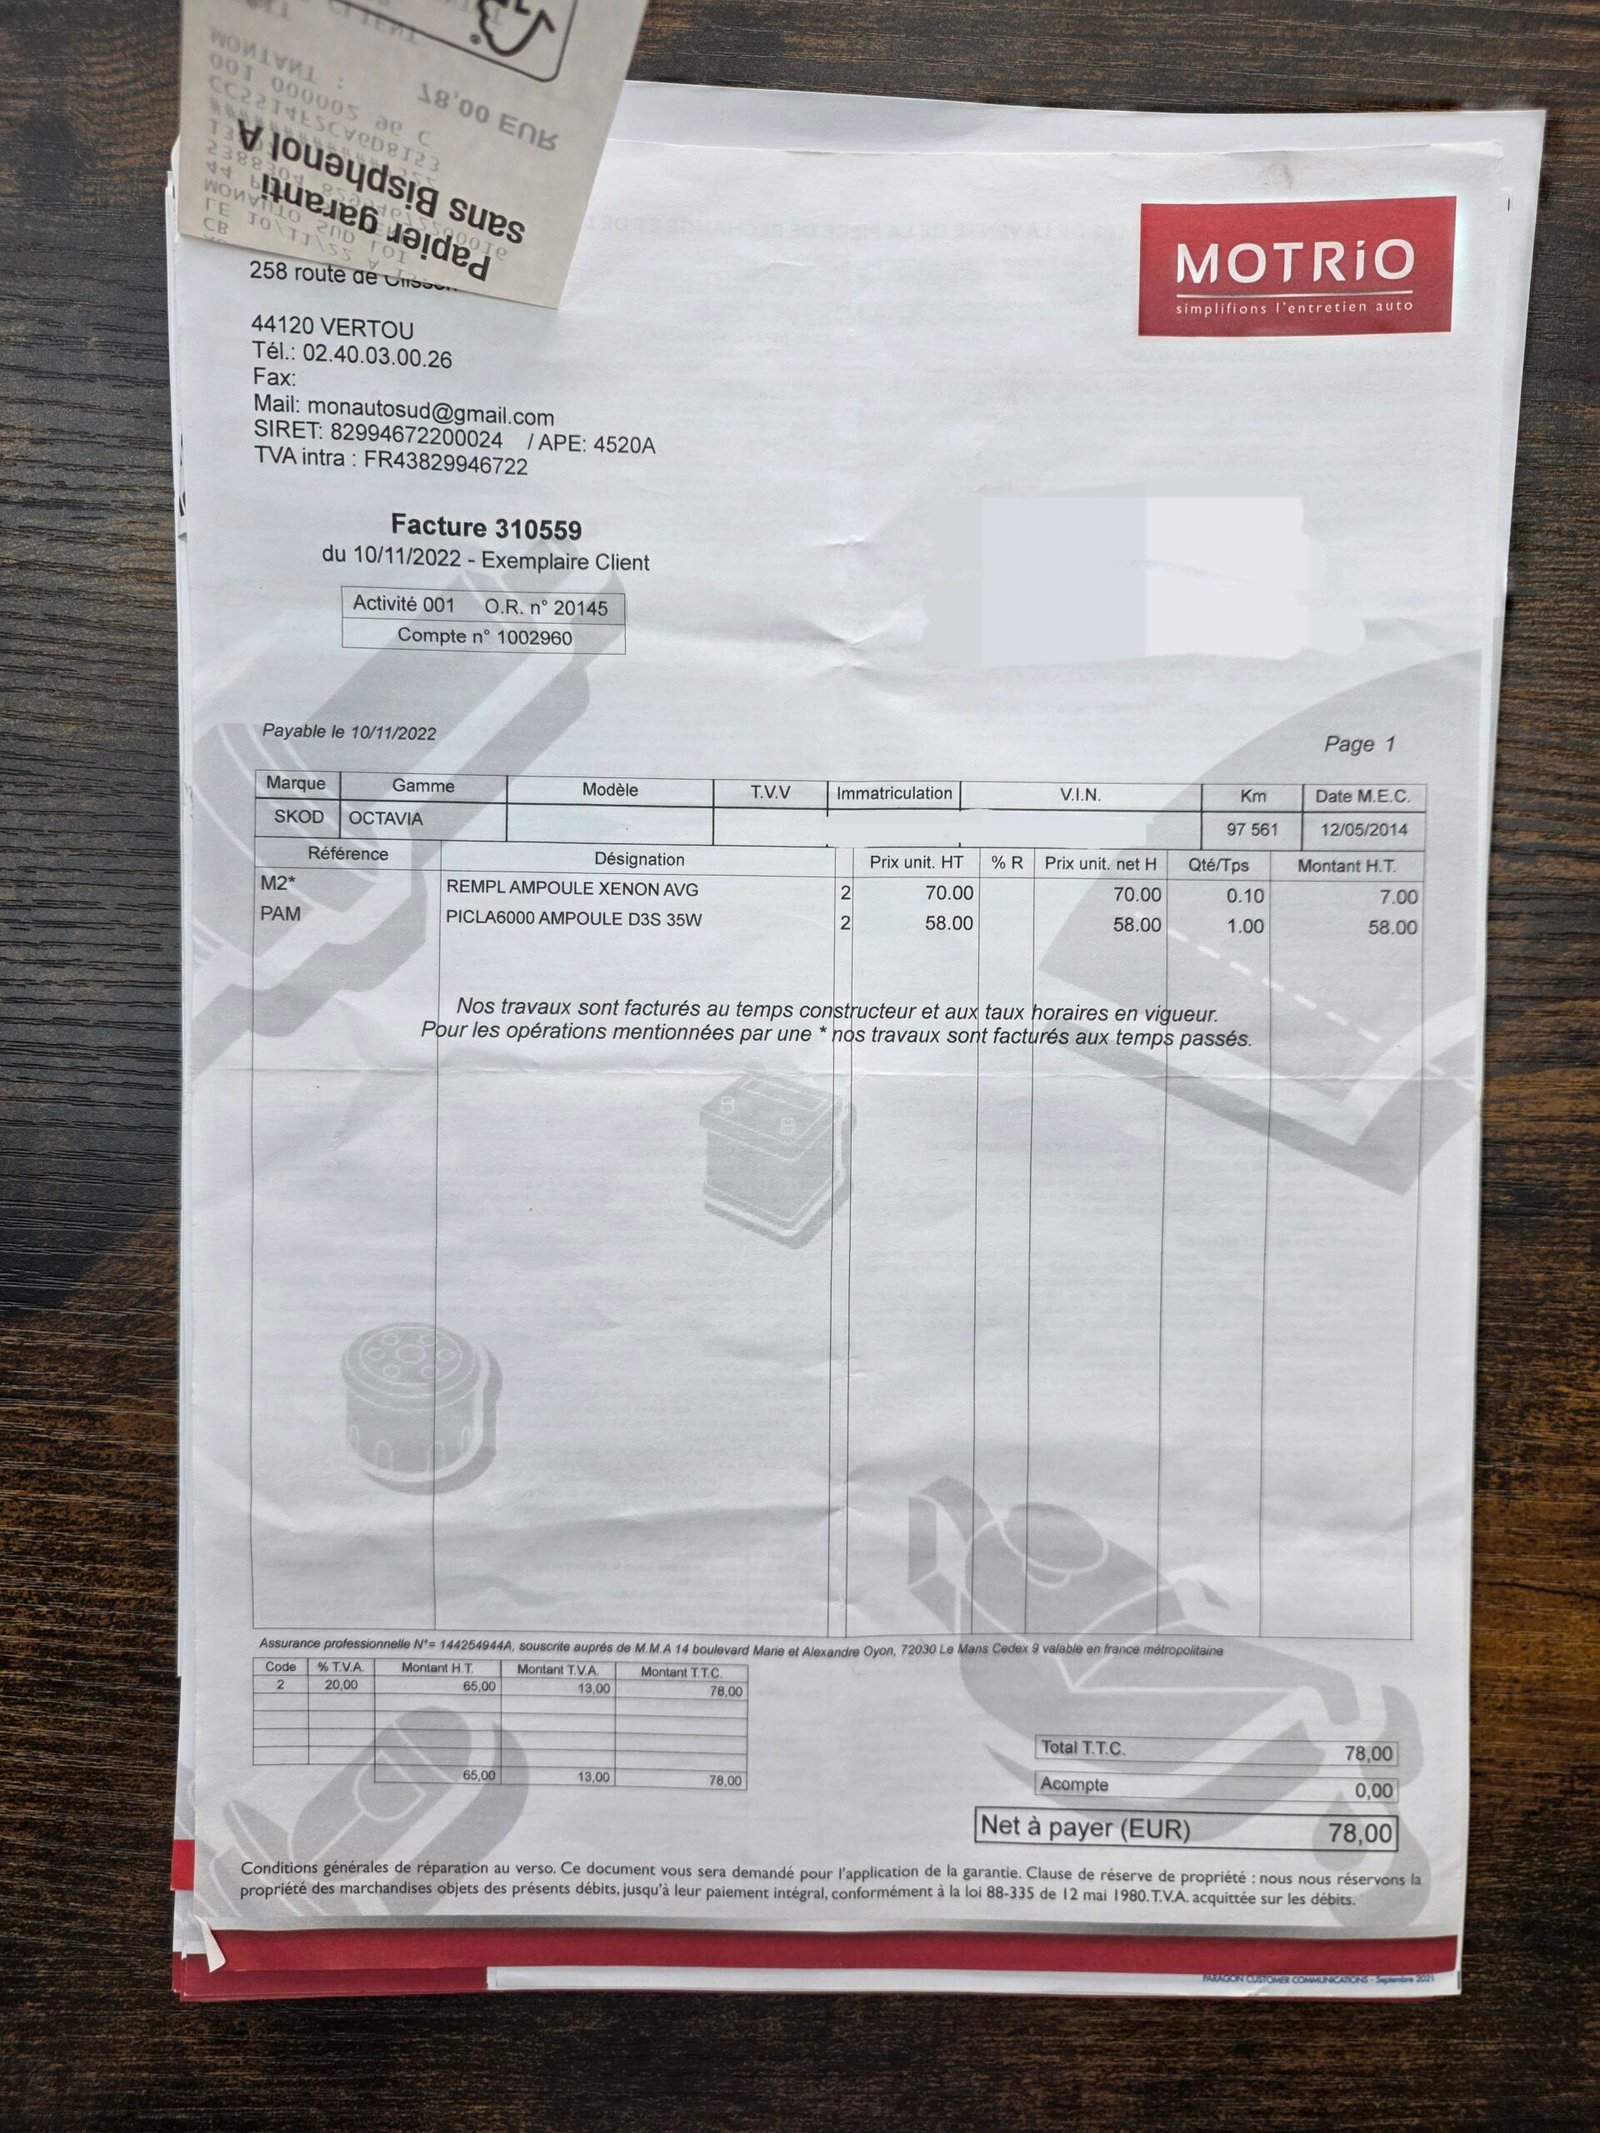 MONTANT :
78,00 EUR
001 000002 96 C
CC5514F2CA6D8153
Papier garanti
sans Bisphenol A
MOTRiO
simplifions l'entretien auto
258 route de
44120 VERTOU
Tél.: 02.40.03.00.26
Fax:
Mail: monautosud@gmail.com
SIRET: 82994672200024 / APE: 4520A
TVA intra : FR43829946722
Facture 310559
du 10/11/2022 - Exemplaire Client
Activité 001 O.R. n° 20145
Compte n° 1002960
Payable le 10/11/2022
Page 1
Marque Gamme Modèle T.V.V Immatriculation V.I.N. Km Date M.E.C.
SKOD OCTAVIA 97 561 12/05/2014
Référence Désignation Prix unit. HT % R Prix unit. net H Qté/Tps Montant H.T.
M2* REMPL AMPOULE XENON AVG 2 70.00 70.00 0.10 7.00
PAM PICLA6000 AMPOULE D3S 35W 2 58.00 58.00 1.00 58.00
Nos travaux sont facturés au temps constructeur et aux taux horaires en vigueur.
Pour les opérations mentionnées par une * nos travaux sont facturés aux temps passés.
Assurance professionnelle N°= 144254944A, souscrite auprés de M.M.A 14 boulevard Marie et Alexandre Oyon, 72030 Le Mans Cedex 9 valable en france métropolitaine
Code % T.V.A. Montant H.T. Montant T.V.A. Montant T.T.C.
2 20,00 65,00 13,00 78,00
65,00 13,00 78,00
Total T.T.C. 78,00
Acompte 0,00
Net à payer (EUR) 78,00
Conditions générales de réparation au verso. Ce document vous sera demandé pour l'application de la garantie. Clause de réserve de propriété : nous nous réservons la
propriété des marchandises objets des présents débits, jusqu'à leur paiement intégral, conformément à la loi 88-335 de 12 mai 1980. T.V.A. acquittée sur les débits.
PARAGON CUSTOMER COMMUNICATIONS - Septembre 2021